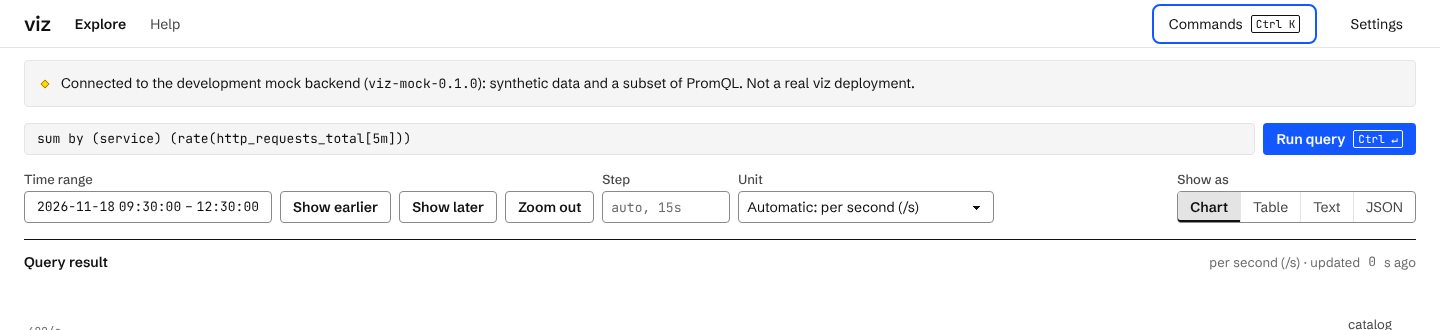 viz Explore Help Commands Ctrl K Settings
Connected to the development mock backend (viz-mock-0.1.0): synthetic data and a subset of PromQL. Not a real viz deployment.
sum by (service) (rate(http_requests_total[5m])) Run query Ctrl ↵
Time range Step Unit Show as
2026-11-18 09:30:00 – 12:30:00 Show earlier Show later Zoom out auto, 15s Automatic: per second (/s) Chart Table Text JSON
Query result per second (/s) · updated 0 s ago
catalog